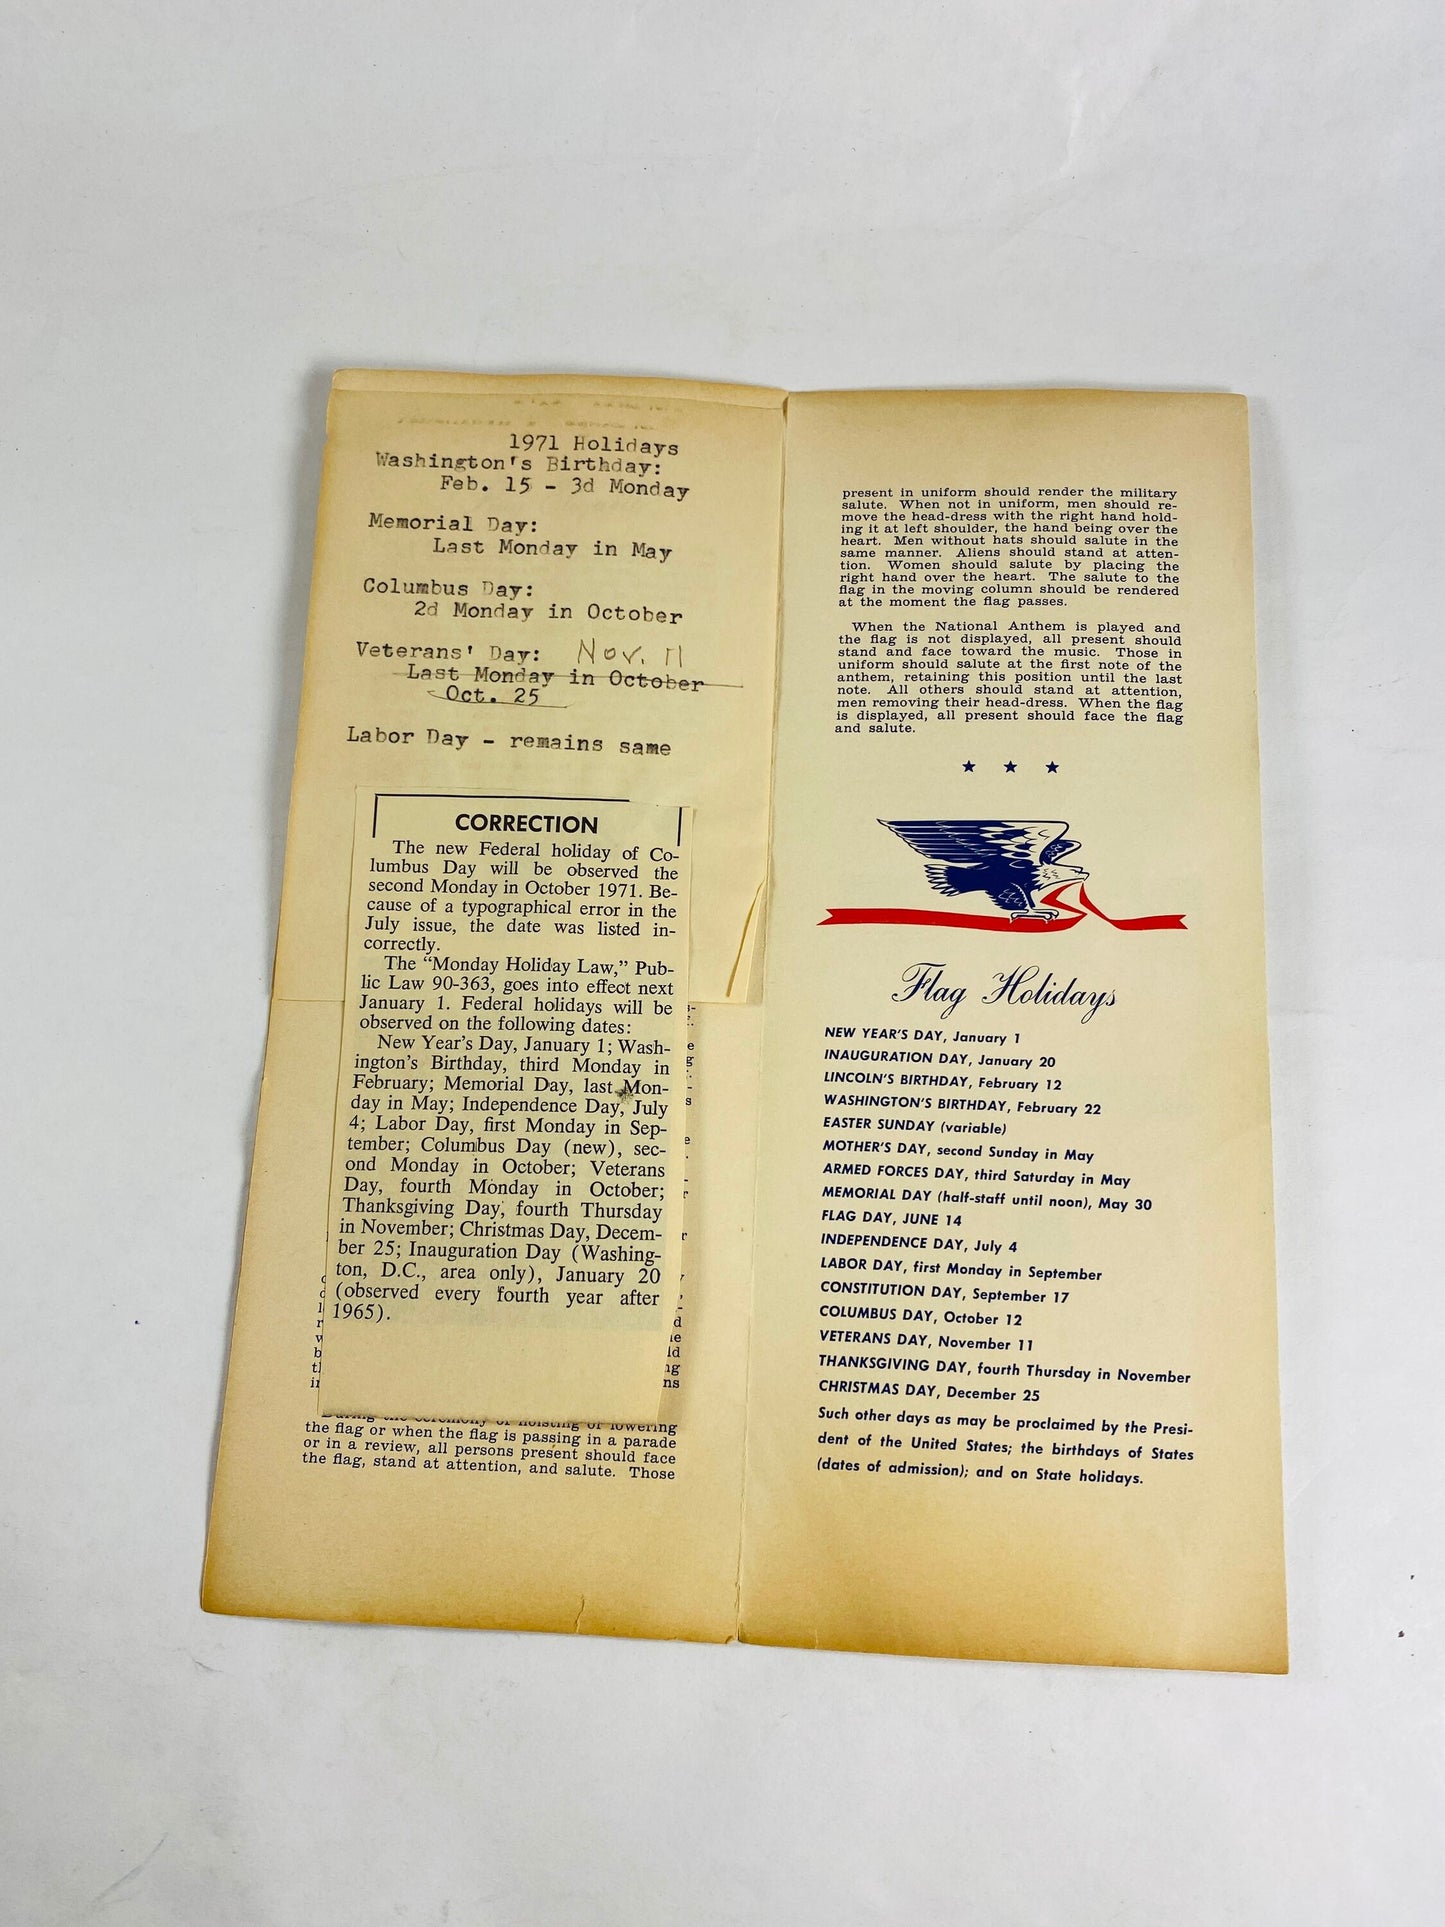 1971 Holidays
Washington's Birthday:
Feb. 15 - 3d Monday
Memorial Day:
Last Monday in May
Columbus Day:
2d Monday in October
Veterans' Day: Nov. 11
Last Monday in October
Oct. 25
Labor Day - remains same
CORRECTION
The new Federal holiday of Co-
lumbus Day will be observed the
second Monday in October 1971. Be-
cause of a typographical error in the
July issue, the date was listed in-
correctly.
The “Monday Holiday Law,” Pub-
lic Law 90-363, goes into effect next
January 1. Federal holidays will be
observed on the following dates:
New Year’s Day, January 1; Wash-
ington’s Birthday, third Monday in
February; Memorial Day, last Mon-
day in May; Independence Day, July
4; Labor Day, first Monday in Sep-
tember; Columbus Day (new), sec-
ond Monday in October; Veterans
Day, fourth Monday in October;
Thanksgiving Day, fourth Thursday
in November; Christmas Day, Decem-
ber 25; Inauguration Day (Washing-
ton, D.C., area only), January 20
(observed every fourth year after
1965).
During the ceremony of hoisting or lowering
the flag or when the flag is passing in a parade
or in a review, all persons present should face
the flag, stand at attention, and salute. Those
present in uniform should render the military
salute. When not in uniform, men should re-
move the head-dress with the right hand hold-
ing it at left shoulder, the hand being over the
heart. Men without hats should salute in the
same manner. Aliens should stand at atten-
tion. Women should salute by placing the
right hand over the heart. The salute to the
flag in the moving column should be rendered
at the moment the flag passes.
When the National Anthem is played and
the flag is not displayed, all present should
stand and face toward the music. Those in
uniform should salute at the first note of the
anthem, retaining this position until the last
note. All others should stand at attention,
men removing their head-dress. When the flag
is displayed, all present should face the flag
and salute.
Flag Holidays
NEW YEAR'S DAY, January 1
INAUGURATION DAY, January 20
LINCOLN'S BIRTHDAY, February 12
WASHINGTON'S BIRTHDAY, February 22
EASTER SUNDAY (variable)
MOTHER'S DAY, second Sunday in May
ARMED FORCES DAY, third Saturday in May
MEMORIAL DAY (half-staff until noon), May 30
FLAG DAY, JUNE 14
INDEPENDENCE DAY, July 4
LABOR DAY, first Monday in September
CONSTITUTION DAY, September 17
COLUMBUS DAY, October 12
VETERANS DAY, November 11
THANKSGIVING DAY, fourth Thursday in November
CHRISTMAS DAY, December 25
Such other days as may be proclaimed by the Presi-
dent of the United States; the birthdays of States
(dates of admission); and on State holidays.